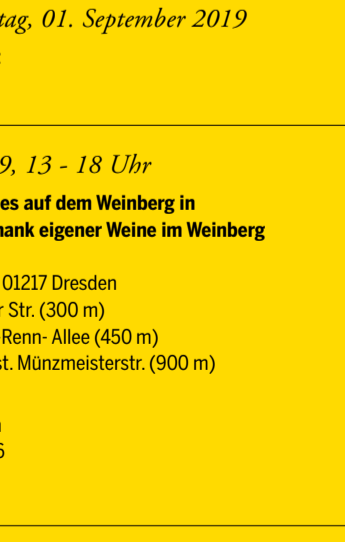 tag, 01. September 2019
9, 13 - 18 Uhr
es auf dem Weinberg in
hank eigener Weine im Weinberg
01217 Dresden
r Str. (300 m)
-Renn- Allee (450 m)
st. Münzmeisterstr. (900 m)
6